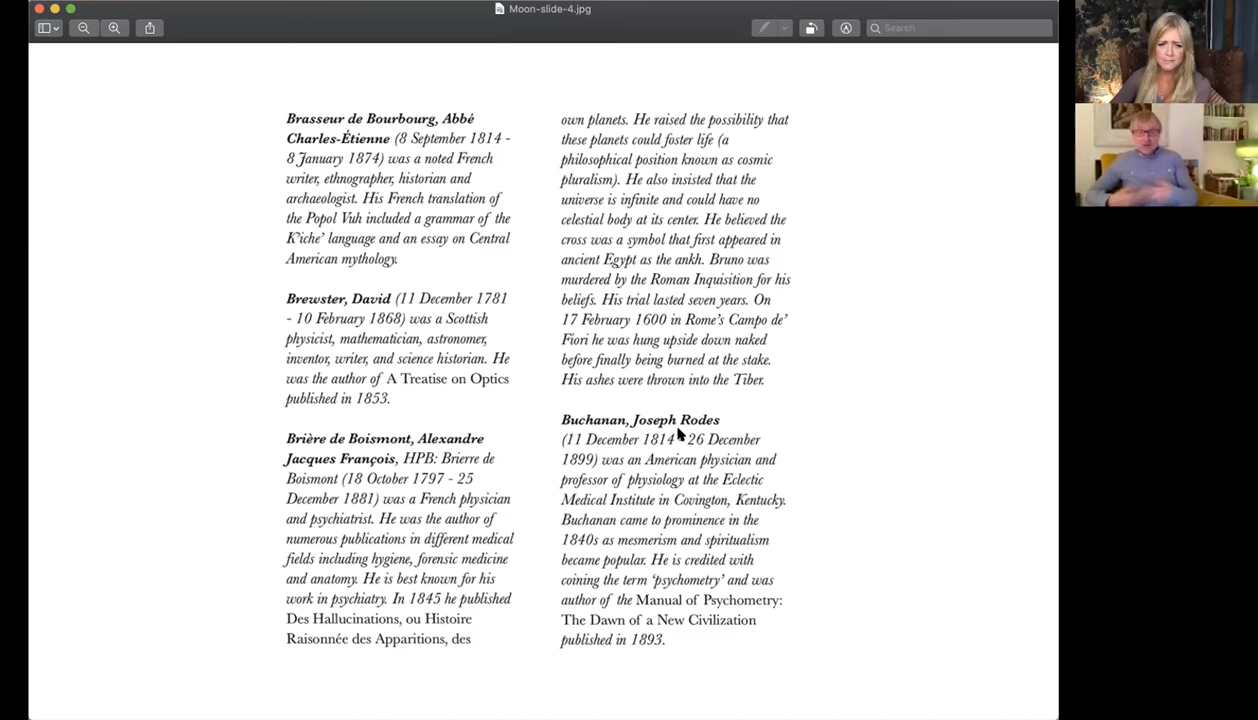 Moon-slide-4.jpg
Search
Brasseur de Bourbourg, Abbé
Charles-Étienne (8 September 1814 -
8 January 1874) was a noted French
writer, ethnographer, historian and
archaeologist. His French translation of
the Popol Vuh included a grammar of the
K'iche' language and an essay on Central
American mythology.
Brewster, David (11 December 1781
- 10 February 1868) was a Scottish
physicist, mathematician, astronomer,
inventor, writer, and science historian. He
was the author of A Treatise on Optics
published in 1853.
Brière de Boismont, Alexandre
Jacques François, HPB: Brierre de
Boismont (18 October 1797 - 25
December 1881) was a French physician
and psychiatrist. He was the author of
numerous publications in different medical
fields including hygiene, forensic medicine
and anatomy. He is best known for his
work in psychiatry. In 1845 he published
Des Hallucinations, ou Histoire
Raisonnée des Apparitions, des
own planets. He raised the possibility that
these planets could foster life (a
philosophical position known as cosmic
pluralism). He also insisted that the
universe is infinite and could have no
celestial body at its center. He believed the
cross was a symbol that first appeared in
ancient Egypt as the ankh. Bruno was
murdered by the Roman Inquisition for his
beliefs. His trial lasted seven years. On
17 February 1600 in Rome's Campo de'
Fiori he was hung upside down naked
before finally being burned at the stake.
His ashes were thrown into the Tiber.
Buchanan, Joseph Rodes
(11 December 1814 - 26 December
1899) was an American physician and
professor of physiology at the Eclectic
Medical Institute in Covington, Kentucky.
Buchanan came to prominence in the
1840s as mesmerism and spiritualism
became popular. He is credited with
coining the term 'psychometry' and was
author of the Manual of Psychometry:
The Dawn of a New Civilization
published in 1893.